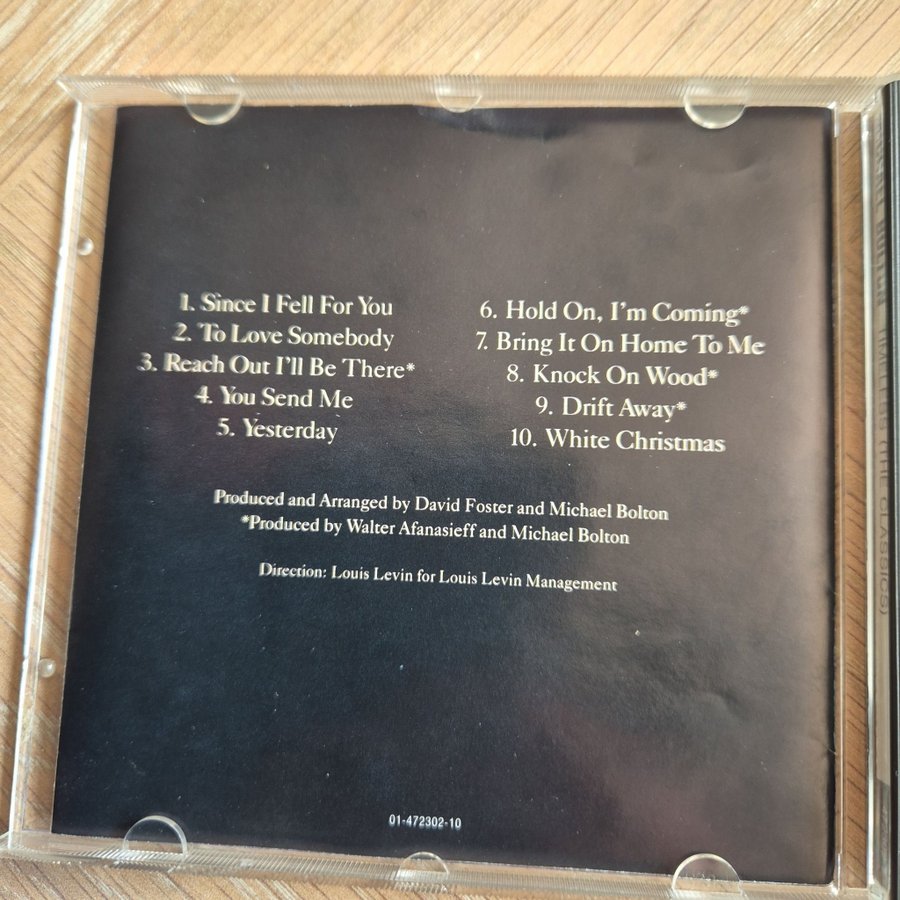 1. Since I Fell For You
2. To Love Somebody
3. Reach Out I'll Be There*
4. You Send Me
5. Yesterday
6. Hold On, I'm Coming*
7. Bring It On Home To Me
8. Knock On Wood*
9. Drift Away*
10. White Christmas
Produced and Arranged by David Foster and Michael Bolton
*Produced by Walter Afanasieff and Michael Bolton
Direction: Louis Levin for Louis Levin Management
01-472302-10
CLASSICS)